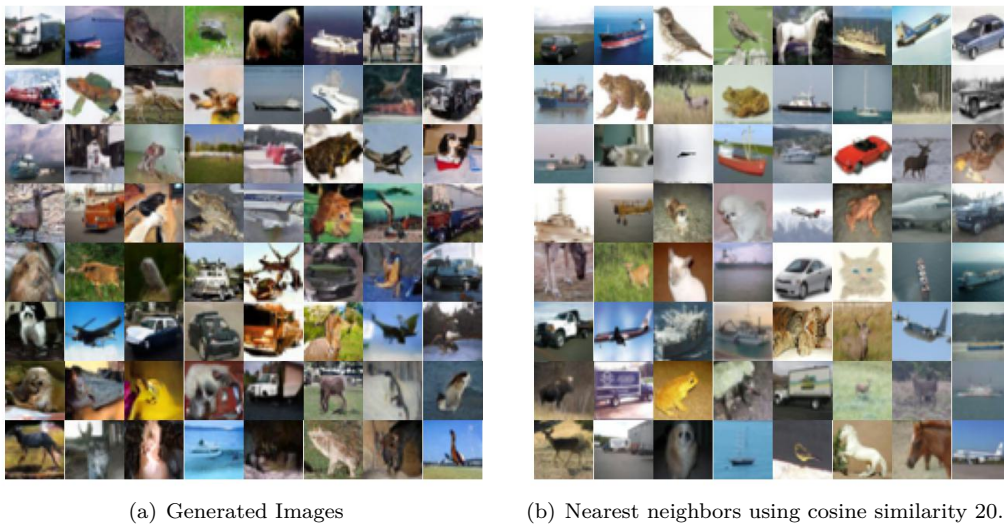 (a) Generated Images
(b) Nearest neighbors using cosine similarity 20.